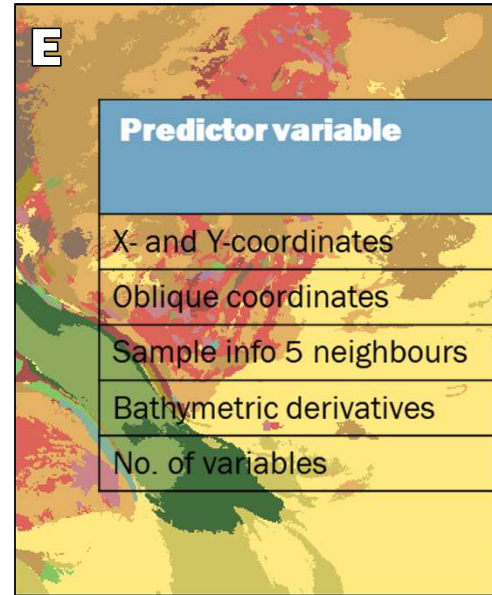 E
Predictor variable
X- and Y-coordinates
Oblique coordinates
Sample info 5 neighbours
Bathymetric derivatives
No. of variables